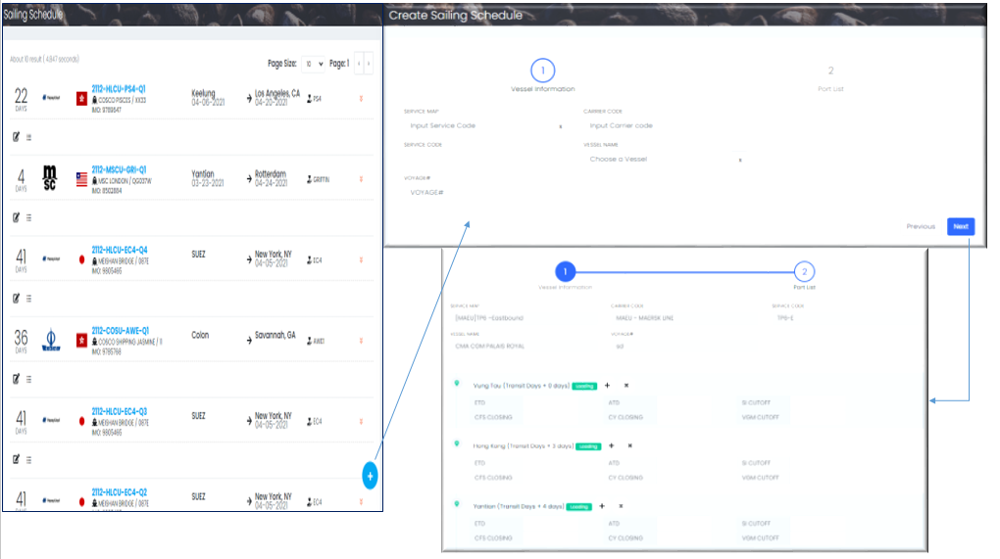 Sailing Schedule
About 10 result ( 4.847 seconds)
Page Size: 10 Page: 1
22 DAYS
2112-HLCU-PS4-Q1
COSCO PISCES / XX33
IMO: 9789647
Keelung
04-06-2021
Los Angeles, CA
04-20-2021
PS4
4 DAYS
msc
2112-MSCU-GRI-Q1
MSC LONDON / QG037W
IMO: 8502884
Yantian
03-23-2021
Rotterdam
04-24-2021
GRIFFIN
41 DAYS
2112-HLCU-EC4-Q4
MEISHAN BRIDGE / 087E
IMO: 9805465
SUEZ
New York, NY
04-05-2021
EC4
36 DAYS
2112-COSU-AWE-Q1
COSCO SHIPPING JASMINE / 11
IMO: 9785768
Colon
Savannah, GA
AWE1
41 DAYS
2112-HLCU-EC4-Q3
MEISHAN BRIDGE / 087E
IMO: 9805465
SUEZ
New York, NY
04-05-2021
EC4
41 DAYS
2112-HLCU-EC4-Q2
MEISHAN BRIDGE / 087E
IMO: 9805465
SUEZ
New York, NY
04-05-2021
EC4
Create Sailing Schedule
1 2
Vessel Information Port List
SERVICE MAP CARRIER CODE
Input Service Code x Input Carrier code
SERVICE CODE VESSEL NAME
Choose a Vessel x
VOYAGE#
VOYAGE#
Previous Next
1 2
Vessel Information Port List
SERVICE MAP CARRIER CODE SERVICE CODE
[MAEU]TP6 -Eastbound MAEU - MAERSK LINE TP6-E
VESSEL NAME VOYAGE#
CMA CGM PALAIS ROYAL sd
Vung Tau (Transit Days + 0 days) Loading + ×
ETD ATD SI CUTOFF
CFS CLOSING CY CLOSING VGM CUTOFF
Hong Kong (Transit Days + 3 days) Loading + ×
ETD ATD SI CUTOFF
CFS CLOSING CY CLOSING VGM CUTOFF
Yantian (Transit Days + 4 days) Loading + ×
ETD ATD SI CUTOFF
CFS CLOSING CY CLOSING VGM CUTOFF